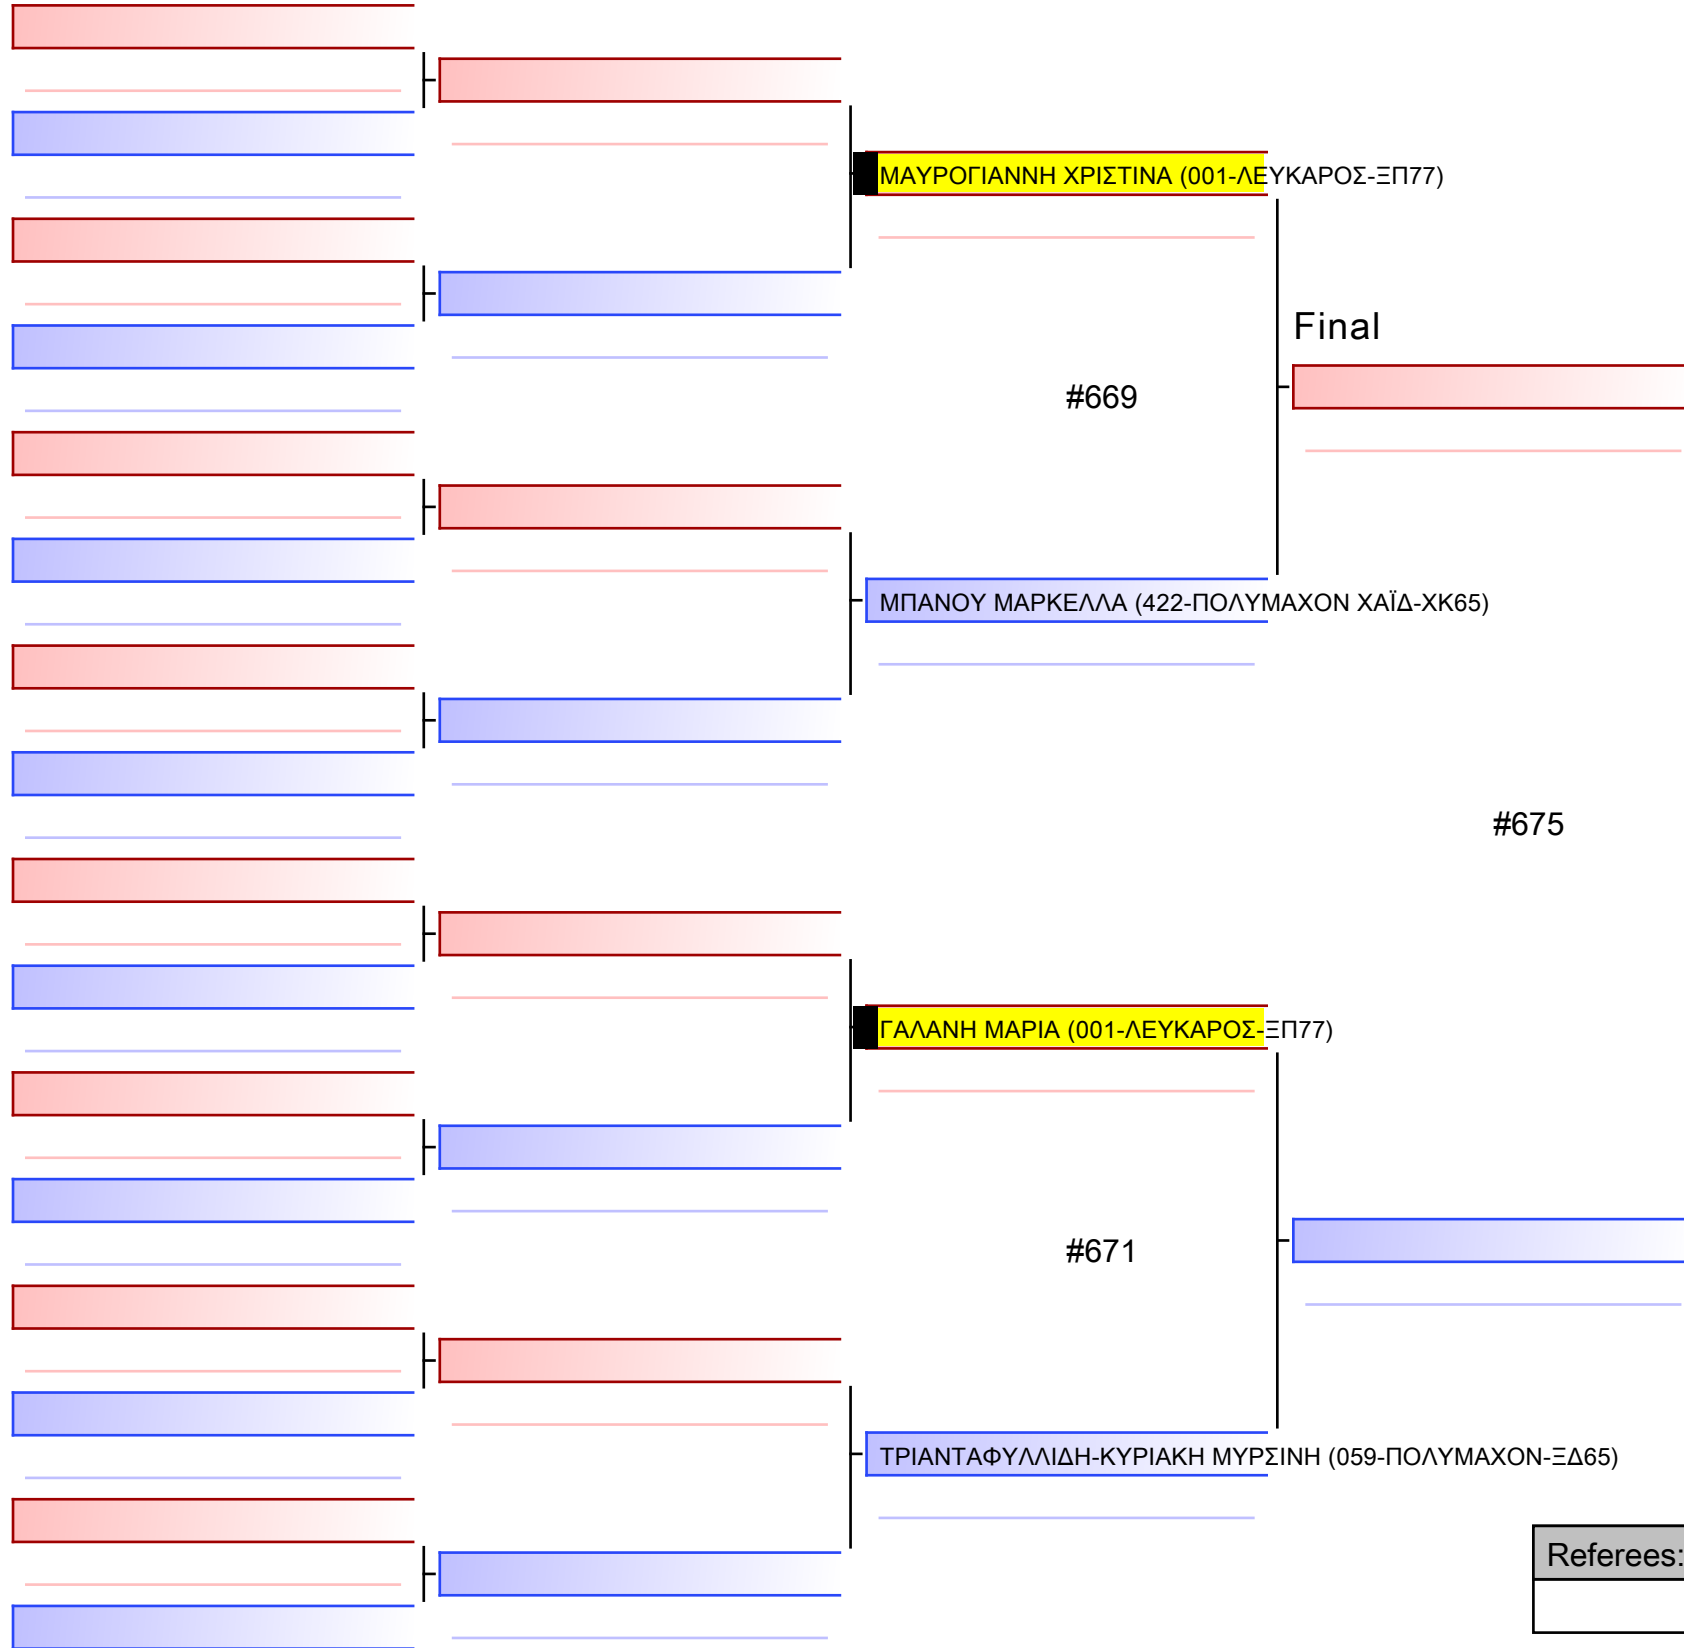 ΜΑΥΡΟΓΙΑΝΝΗ ΧΡΙΣΤΙΝΑ (001-ΛΕΥΚΑΡΟΣ-ΞΠ77)
Final
#669
ΜΠΑΝΟΥ ΜΑΡΚΕΛΛΑ (422-ΠΟΛΥΜΑΧΟΝ ΧΑΪΔ-ΧΚ65)
#675
ΓΑΛΑΝΗ ΜΑΡΙΑ (001-ΛΕΥΚΑΡΟΣ-ΞΠ77)
#671
ΤΡΙΑΝΤΑΦΥΛΛΙΔΗ-ΚΥΡΙΑΚΗ ΜΥΡΣΙΝΗ (059-ΠΟΛΥΜΑΧΟΝ-ΞΔ65)
Referees: